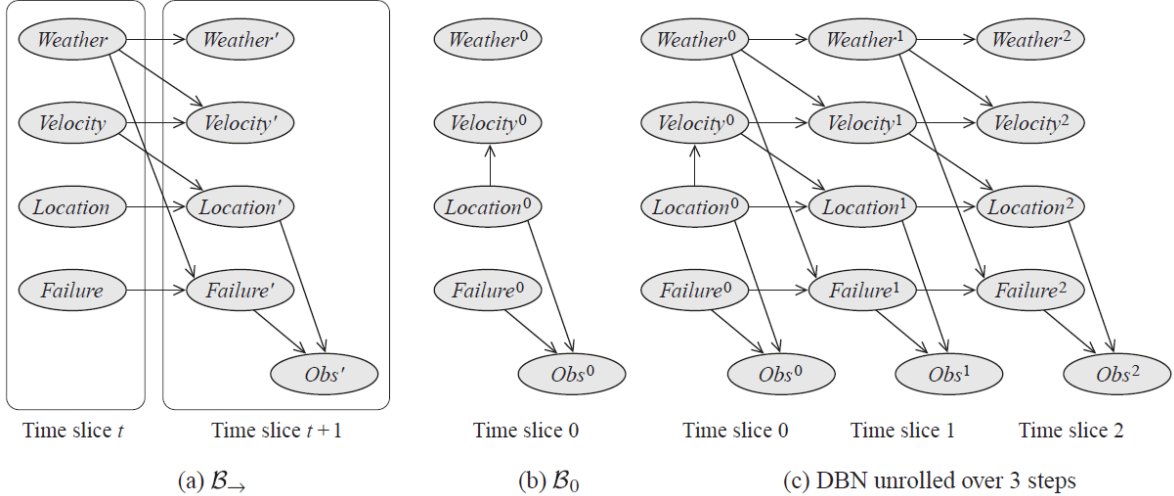 Weather
Velocity
Location
Failure
Weather'
Velocity'
Location'
Failure'
Obs'
Time slice t
Time slice t+1
(a) B→
Weather⁰
Velocity⁰
Location⁰
Failure⁰
Obs⁰
Time slice 0
(b) B₀
Weather⁰
Velocity⁰
Location⁰
Failure⁰
Obs⁰
Time slice 0
Weather¹
Velocity¹
Location¹
Failure¹
Obs¹
Time slice 1
Weather²
Velocity²
Location²
Failure²
Obs²
Time slice 2
(c) DBN unrolled over 3 steps